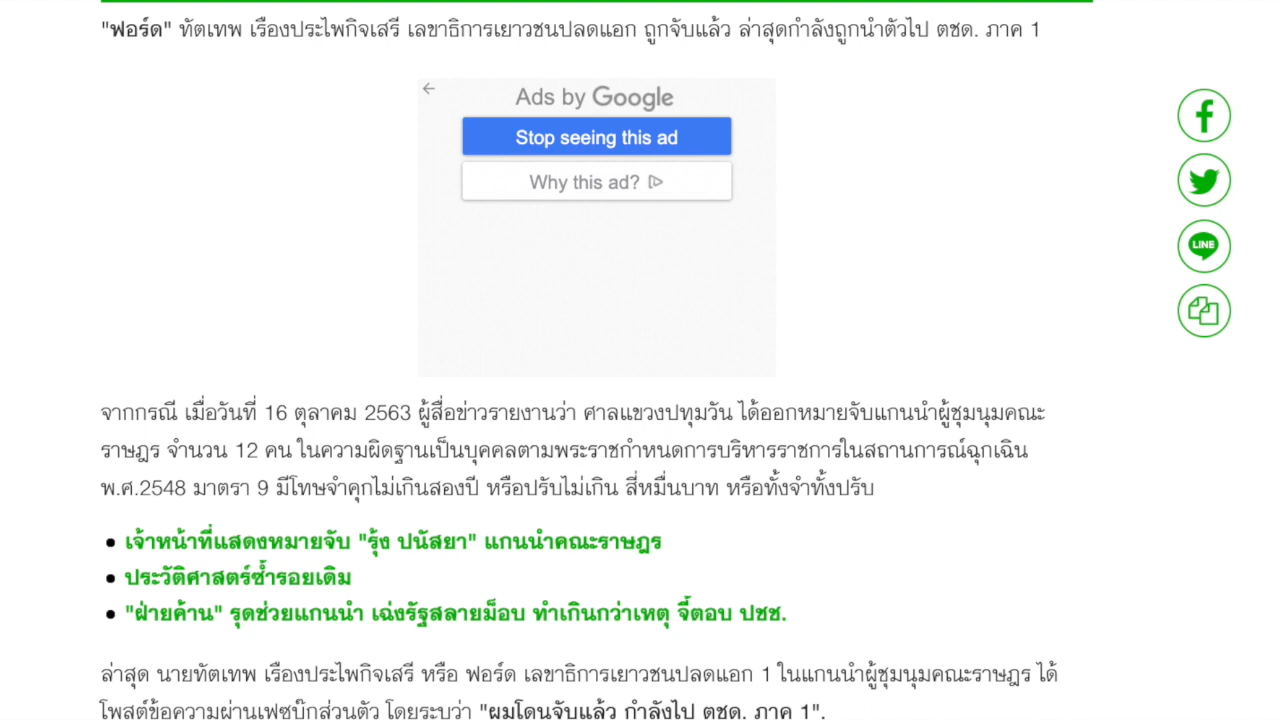 "ฟอร์ด" ทัตเทพ เรืองประไพกิจเสรี เลขาธิการเยาวชนปลดแอก ถูกจับแล้ว ล่าสุดกำลังถูกนำตัวไป ตชด. ภาค 1
Ads by Google
Stop seeing this ad
Why this ad?
LINE
จากกรณี เมื่อวันที่ 16 ตุลาคม 2563 ผู้สื่อข่าวรายงานว่า ศาลแขวงปทุมวัน ได้ออกหมายจับแกนนำผู้ชุมนุมคณะ
ราษฎร จำนวน 12 คน ในความผิดฐานเป็นบุคคลตามพระราชกำหนดการบริหารราชการในสถานการณ์ฉุกเฉิน
พ.ศ.2548 มาตรา 9 มีโทษจำคุกไม่เกินสองปี หรือปรับไม่เกิน สี่หมื่นบาท หรือทั้งจำทั้งปรับ
• เจ้าหน้าที่แสดงหมายจับ "รุ้ง ปนัสยา" แกนนำคณะราษฎร
• ประวัติศาสตร์ซ้ำรอยเดิม
• "ฝ่ายค้าน" รุดช่วยแกนนำ เฉ่งรัฐสลายม็อบ ทำเกินกว่าเหตุ จี้ตอบ ปชช.
ล่าสุด นายทัตเทพ เรืองประไพกิจเสรี หรือ ฟอร์ด เลขาธิการเยาวชนปลดแอก 1 ในแกนนำผู้ชุมนุมคณะราษฎร ได้
โพสต์ข้อความผ่านเฟซบุ๊กส่วนตัว โดยระบุว่า "ผมโดนจับแล้ว กำลังไป ตชด. ภาค 1".